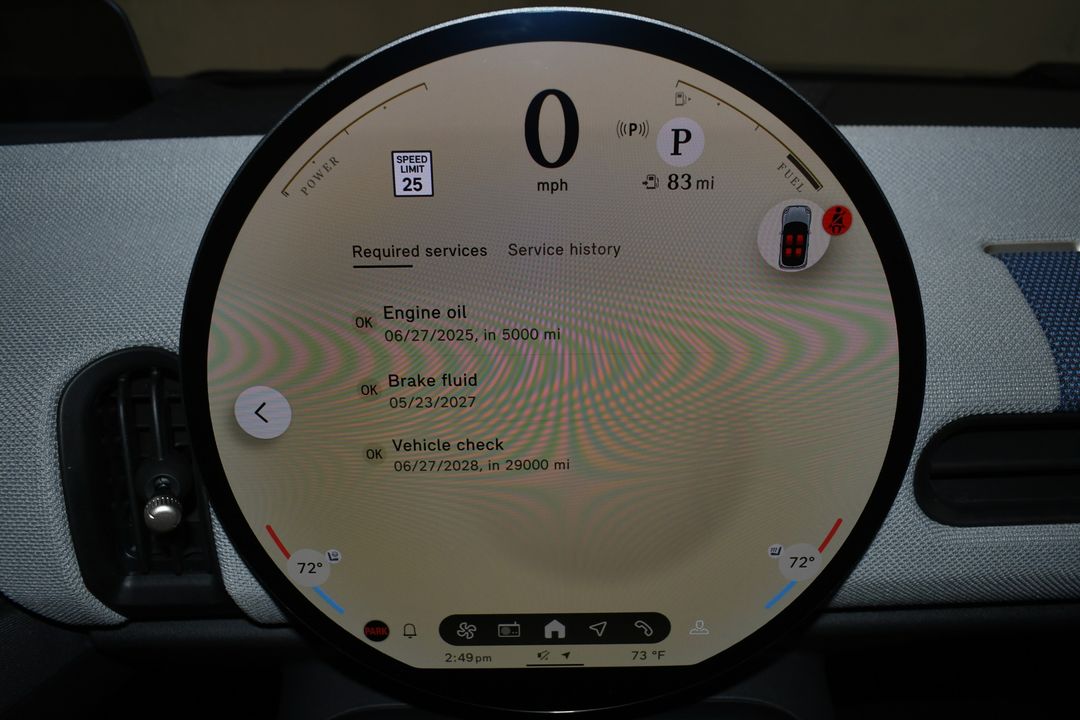 0
mph
((P))
P
POWER
SPEED
LIMIT
25
83 mi
FUEL
Required services
Service history
OK
Engine oil
06/27/2025, in 5000 mi
OK
Brake fluid
05/23/2027
OK
Vehicle check
06/27/2028, in 29000 mi
72°
72°
PARK
2:49 pm
73 °F